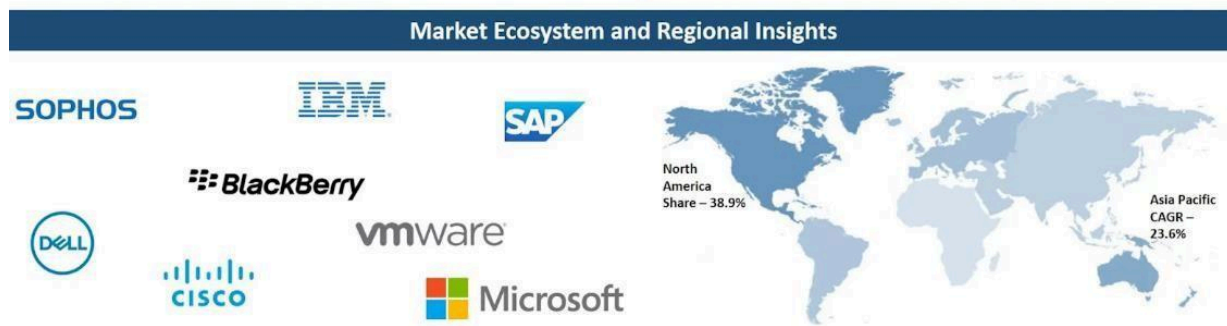 Market Ecosystem and Regional Insights
SOPHOS
IBM
SAP
BlackBerry
DELL
vmware
CISCO
Microsoft
North
America
Share – 38.9%
Asia Pacific
CAGR –
23.6%